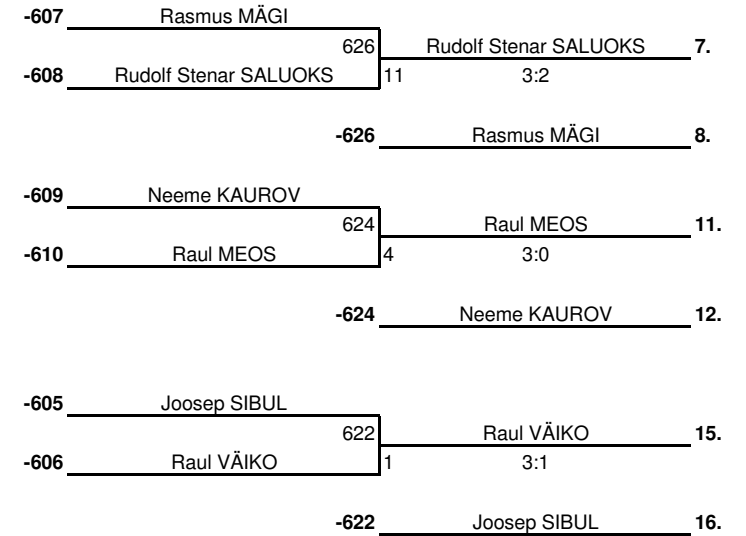 -607 Rasmus MÄGI
626 Rudolf Stenar SALUOKS 7.
-608 Rudolf Stenar SALUOKS 11 3:2
-626 Rasmus MÄGI 8.
-609 Neeme KAUROV
624 Raul MEOS 11.
-610 Raul MEOS 4 3:0
-624 Neeme KAUROV 12.
-605 Joosep SIBUL
622 Raul VÄIKO 15.
-606 Raul VÄIKO 1 3:1
-622 Joosep SIBUL 16.